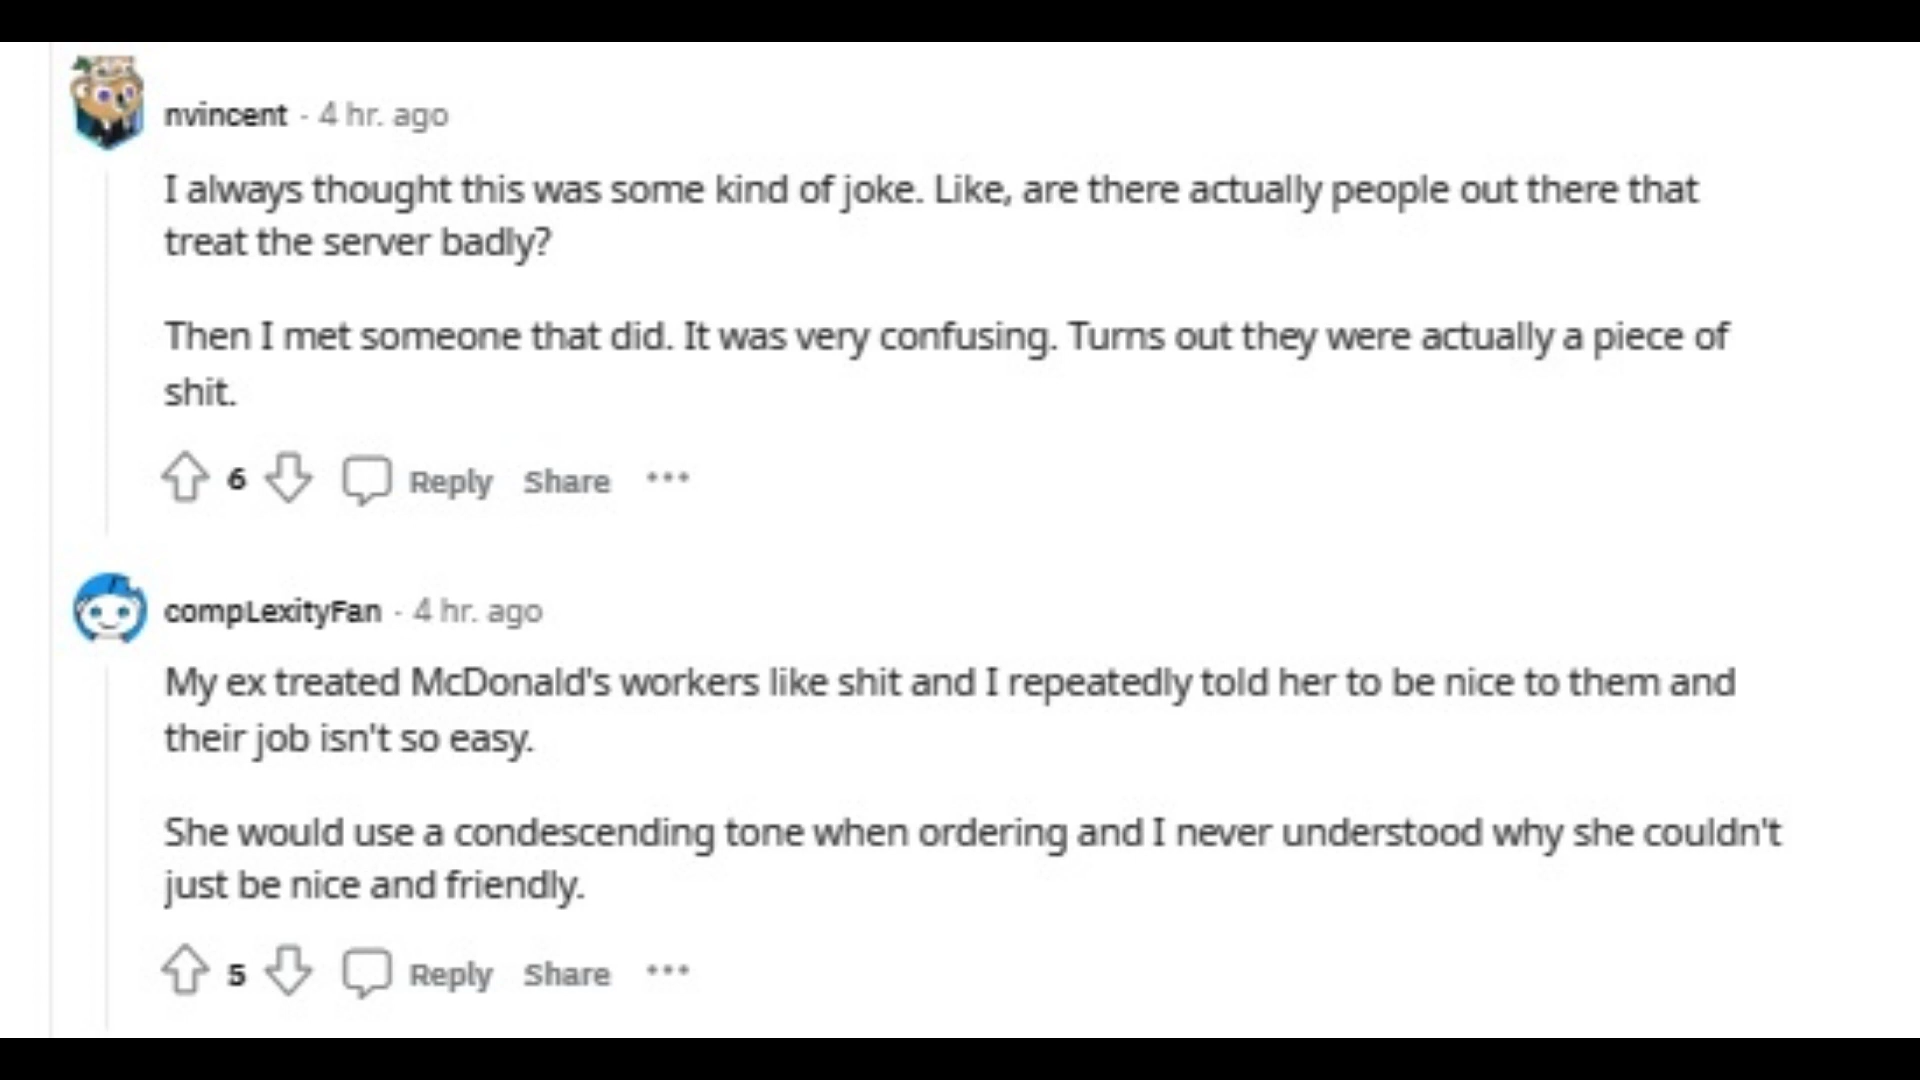 nvincent · 4 hr. ago
I always thought this was some kind of joke. Like, are there actually people out there that
treat the server badly?
Then I met someone that did. It was very confusing. Turns out they were actually a piece of
shit.
6 Reply Share ···
compLexityFan · 4 hr. ago
My ex treated McDonald's workers like shit and I repeatedly told her to be nice to them and
their job isn't so easy.
She would use a condescending tone when ordering and I never understood why she couldn't
just be nice and friendly.
5 Reply Share ···